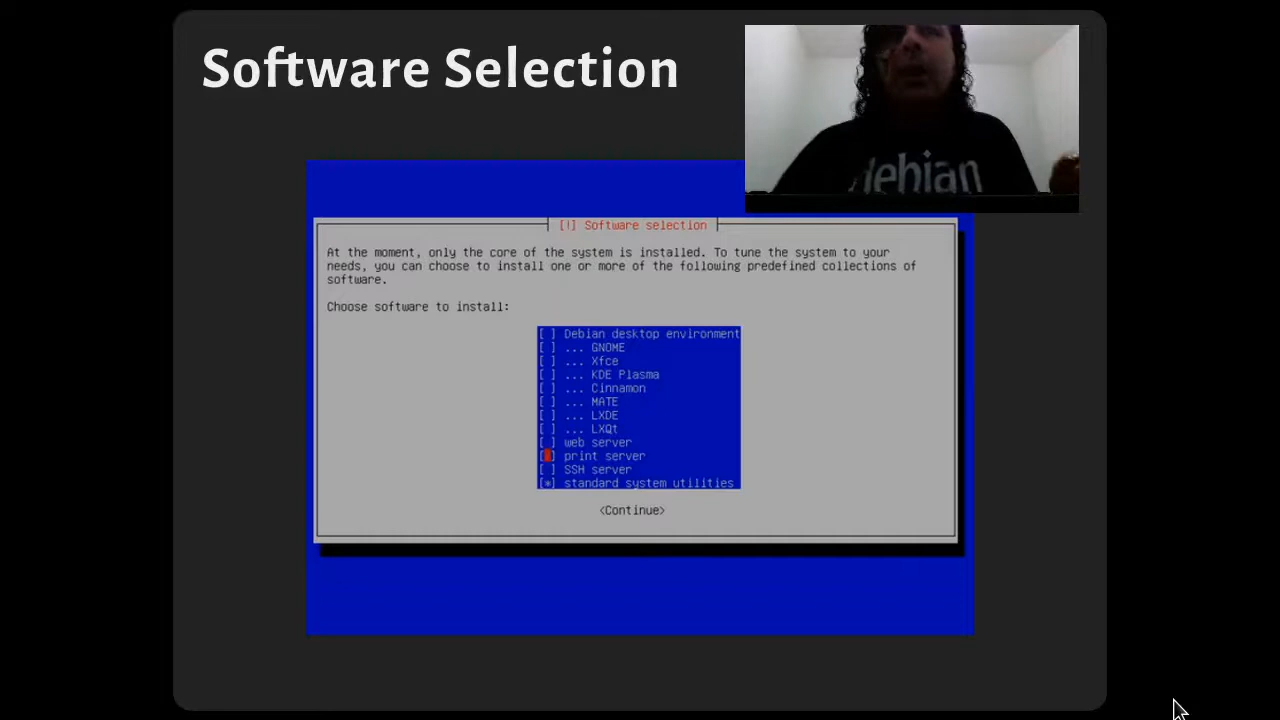 Software Selection
debian
[!] Software selection
At the moment, only the core of the system is installed. To tune the system to your
needs, you can choose to install one or more of the following predefined collections of
software.
Choose software to install:
[ ] Debian desktop environment
[ ] ... GNOME
[ ] ... Xfce
[ ] ... KDE Plasma
[ ] ... Cinnamon
[ ] ... MATE
[ ] ... LXDE
[ ] ... LXQt
[ ] web server
[ ] print server
[ ] SSH server
[*] standard system utilities
<Continue>